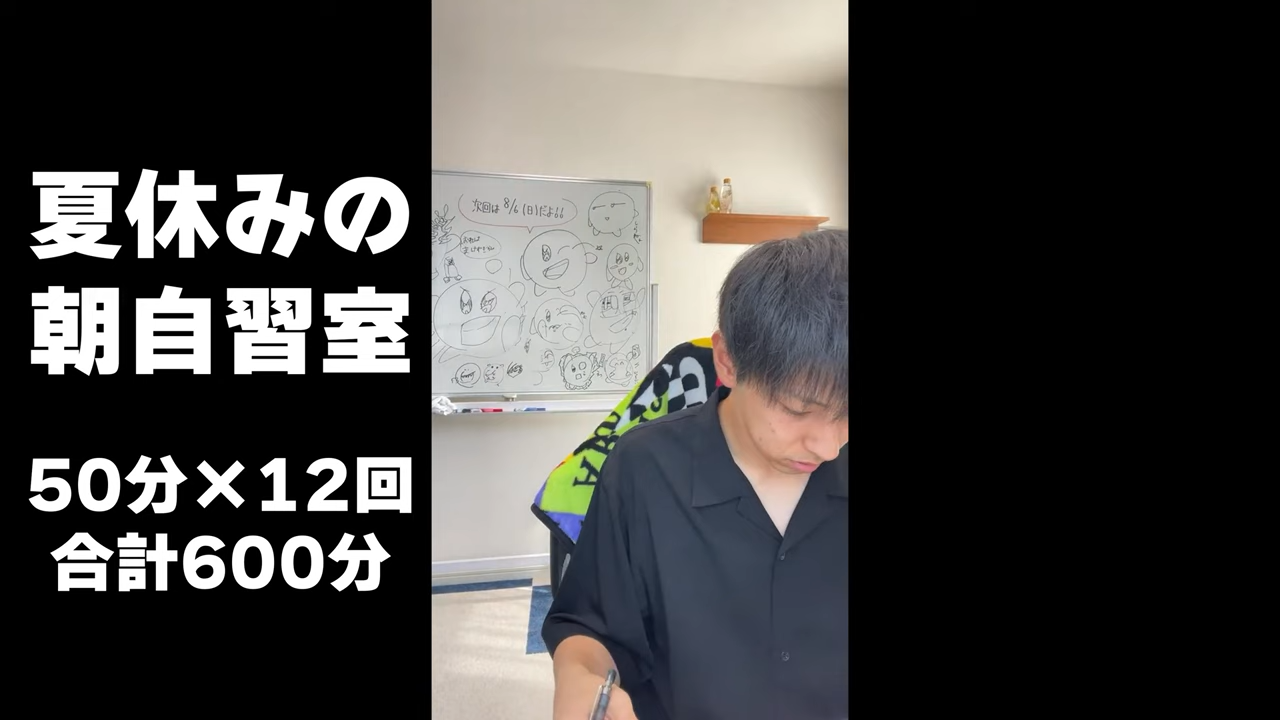 夏休みの
朝自習室
50分×12回
合計600分
次回は 8/6 (日)だよ!!